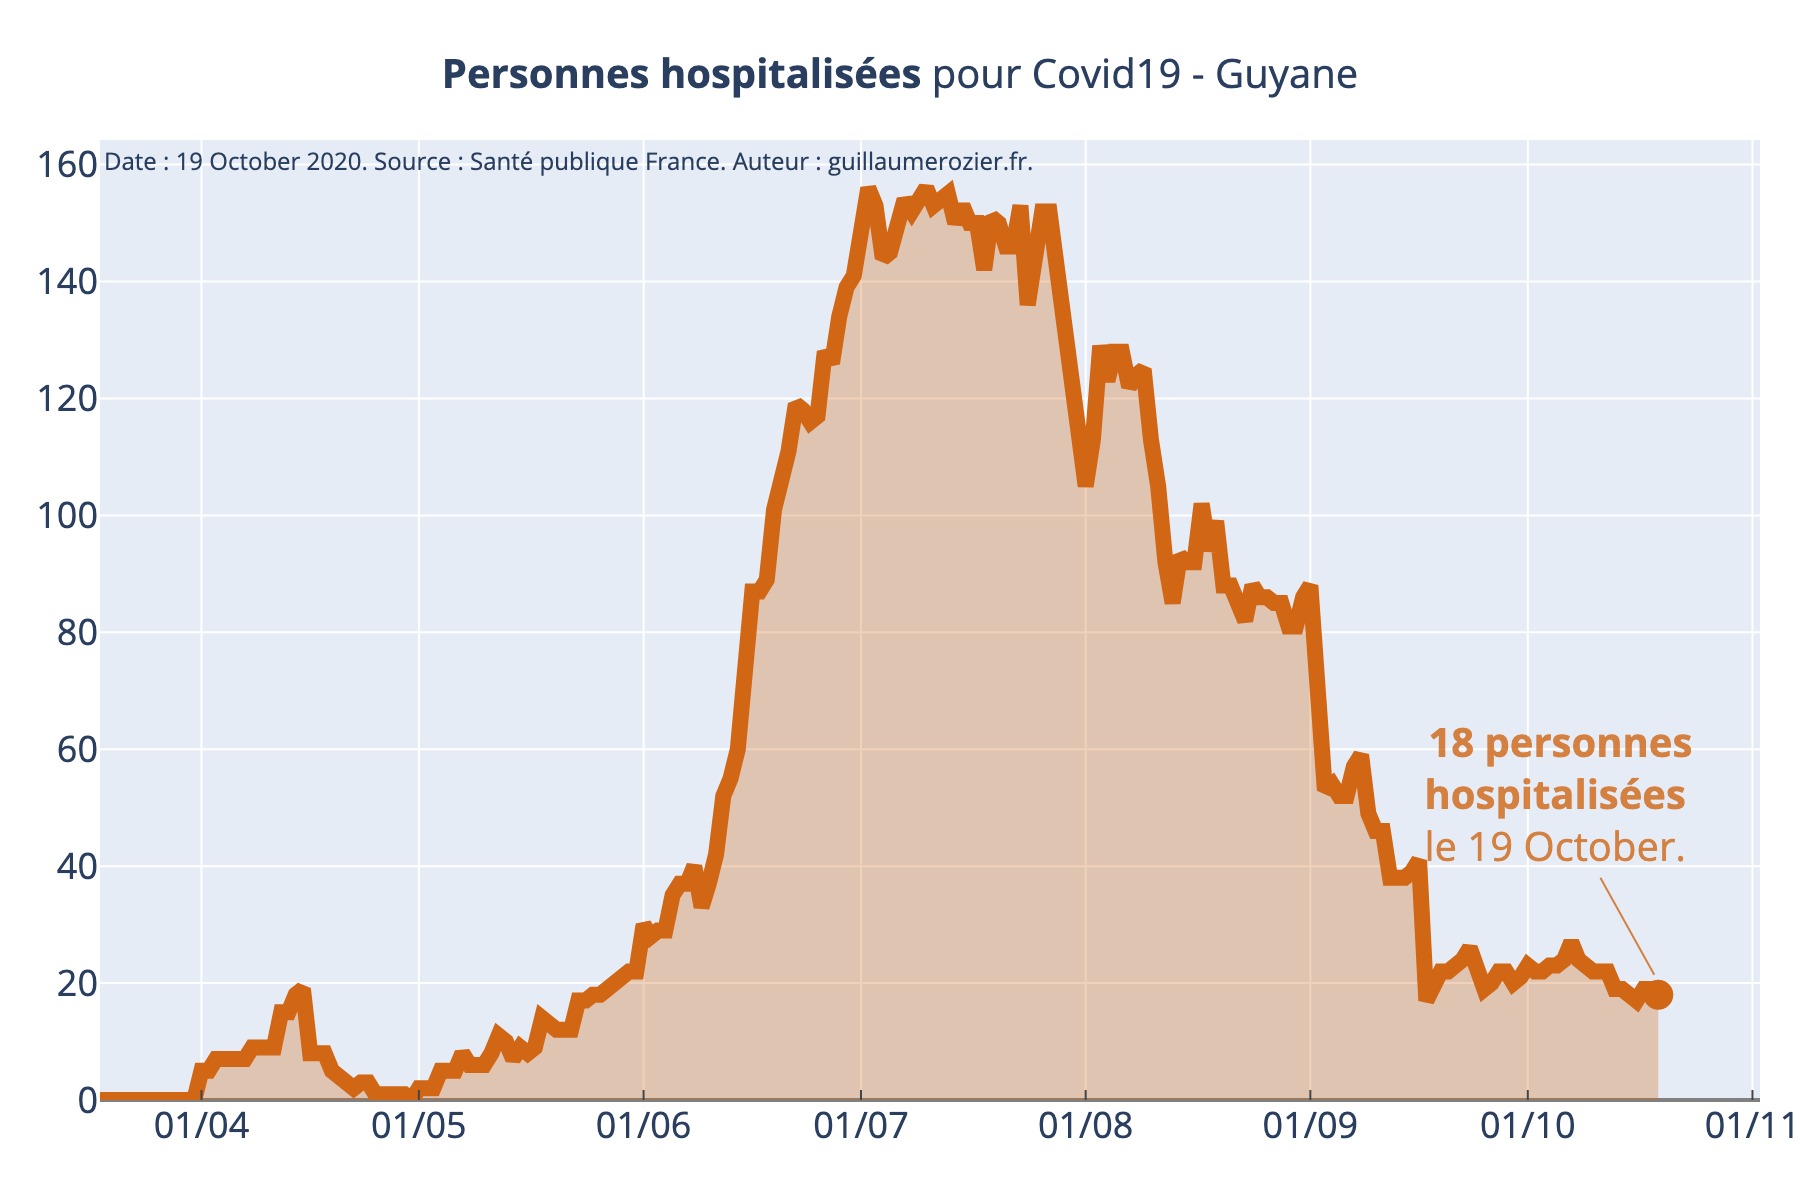 Personnes hospitalisées pour Covid19 - Guyane
Date : 19 October 2020. Source : Santé publique France. Auteur : guillaumerozier.fr.
160
140
120
100
80
60
40
20
0
18 personnes
hospitalisées
le 19 October.
01/04 01/05 01/06 01/07 01/08 01/09 01/10 01/11